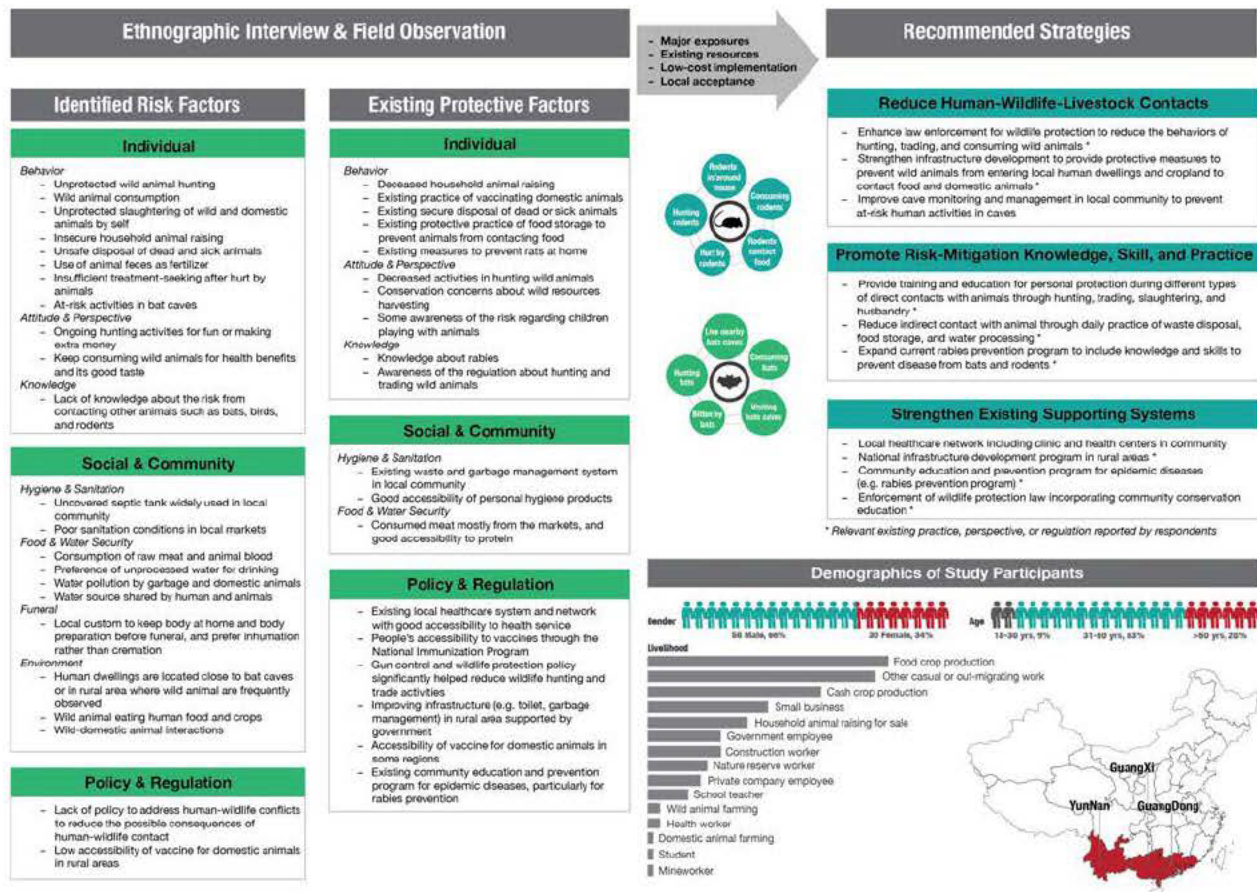 Ethnographic Interview & Field Observation
Identified Risk Factors
Individual
Behavior
– Unprotected wild animal hunting
– Wild animal consumption
– Unprotected slaughtering of wild and domestic
animals by self
– Insecure household animal raising
– Unsafe disposal of dead and sick animals
– Use of animal feces as fertilizer
– Insufficient treatment-seeking after hurt by
animals
– At-risk activities in bat caves
Attitude & Perspective
– Ongoing hunting activities for fun or making
extra money
– Keep consuming wild animals for health benefits
and its good taste
Knowledge
– Lack of knowledge about the risk from
contacting other animals such as bats, birds,
and rodents
Social & Community
Hygiene & Sanitation
– Uncovered septic tank widely used in local
community
– Poor sanitation conditions in local markets
Food & Water Security
– Consumption of raw meat and animal blood
– Preference of unprocessed water for drinking
– Water pollution by garbage and domestic animals
– Water source shared by human and animals
Funeral
– Local custom to keep body at home and body
preparation before funeral, and prefer inhumation
rather than cremation
Environment
– Human dwellings are located close to bat caves
or in rural area where wild animal are frequently
observed
– Wild animal eating human food and crops
– Wild-domestic animal interactions
Policy & Regulation
– Lack of policy to address human-wildlife conflicts
to reduce the possible consequences of
human-wildlife contact
– Low accessibility of vaccine for domestic animals
in rural areas
Existing Protective Factors
Individual
Behavior
– Deceased household animal raising
– Existing practice of vaccinating domestic animals
– Existing secure disposal of dead or sick animals
– Existing protective practice of food storage to
prevent animals from contacting food
– Existing measures to prevent rats at home
Attitude & Perspective
– Decreased activities in hunting wild animals
– Conservation concerns about wild resources
harvesting
– Some awareness of the risk regarding children
playing with animals
Knowledge
– Knowledge about rabies
– Awareness of the regulation about hunting and
trading wild animals
Social & Community
Hygiene & Sanitation
– Existing waste and garbage management system
in local community
– Good accessibility of personal hygiene products
Food & Water Security
– Consumed meat mostly from the markets, and
good accessibility to protein
Policy & Regulation
– Existing local healthcare system and network
with good accessibility to health service
– People's accessibility to vaccines through the
National Immunization Program
– Gun control and wildlife protection policy
significantly helped reduce wildlife hunting and
trade activities
– Improving infrastructure (e.g. toilet, garbage
management) in rural area supported by
government
– Accessibility of vaccine for domestic animals in
some regions
– Existing community education and prevention
program for epidemic diseases, particularly for
rabies prevention
– Major exposures
– Existing resources
– Low-cost implementation
– Local acceptance
Rodents
in/around
house
Consuming
rodents
Hunting
rodents
Hurt by
rodents
Rodents
contact
food
Live nearby
bats caves
Consuming
bats
Hunting
bats
Bitten by
bats
Visiting
bats caves
Recommended Strategies
Reduce Human-Wildlife-Livestock Contacts
– Enhance law enforcement for wildlife protection to reduce the behaviors of
hunting, trading, and consuming wild animals *
– Strengthen infrastructure development to provide protective measures to
prevent wild animals from entering local human dwellings and cropland to
contact food and domestic animals *
– Improve cave monitoring and management in local community to prevent
at-risk human activities in caves
Promote Risk-Mitigation Knowledge, Skill, and Practice
– Provide training and education for personal protection during different types
of direct contacts with animals through hunting, trading, slaughtering, and
husbandry *
– Reduce indirect contact with animal through daily practice of waste disposal,
food storage, and water processing *
– Expand current rabies prevention program to include knowledge and skills to
prevent disease from bats and rodents *
Strengthen Existing Supporting Systems
– Local healthcare network including clinic and health centers in community
– National infrastructure development program in rural areas *
– Community education and prevention program for epidemic diseases
(e.g. rabies prevention program) *
– Enforcement of wildlife protection law incorporating community conservation
education *
* Relevant existing practice, perspective, or regulation reported by respondents
Demographics of Study Participants
Gender
Male, 66%
30 Female, 34%
Age
yrs, 9%
yrs,
>60 yrs,
Livelihood
Food crop production
Other casual or out-migrating work
Cash crop production
Small business
Household animal raising for sale
Government employee
Construction worker
Nature reserve worker
Private company employee
School teacher
Wild animal farming
Health worker
Domestic animal farming
Student
Mineworker
GuangXi
YunNan
GuangDong